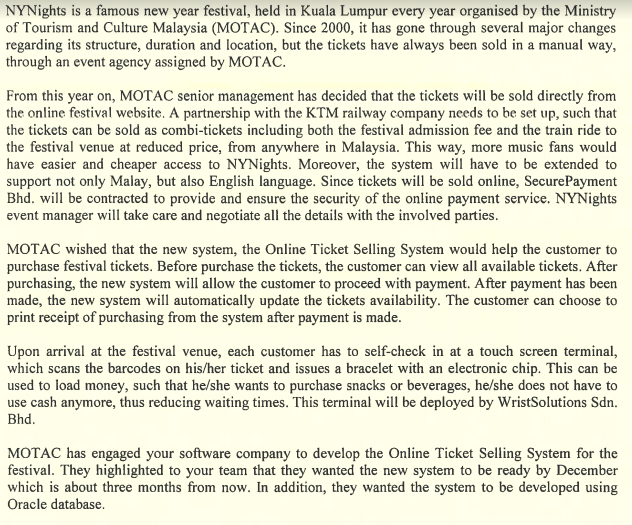 NYNights is a famous new year festival, held in Kuala Lumpur every year organised by the Ministry
of Tourism and Culture Malaysia (MOTAC). Since 2000, it has gone through several major changes
regarding its structure, duration and location, but the tickets have always been sold in a manual way,
through an event agency assigned by MOTAC.
From this year on, MOTAC senior management has decided that the tickets will be sold directly from
the online festival website. A partnership with the KTM railway company needs to be set up, such that
the tickets can be sold as combi-tickets including both the festival admission fee and the train ride to
the festival venue at reduced price, from anywhere in Malaysia. This way, more music fans would
have easier and cheaper access to NYNights. Moreover, the system will have to be extended to
support not only Malay, but also English language. Since tickets will be sold online, SecurePayment
Bhd. will be contracted to provide and ensure the security of the online payment service. NYNights
event manager will take care and negotiate all the details with the involved parties.
MOTAC wished that the new system, the Online Ticket Selling System would help the customer to
purchase festival tickets. Before purchase the tickets, the customer can view all available tickets. After
purchasing, the new system will allow the customer to proceed with payment. After payment has been
made, the new system will automatically update the tickets availability. The customer can choose to
print receipt of purchasing from the system after payment is made.
Upon arrival at the festival venue, each customer has to self-check in at a touch screen terminal,
which scans the barcodes on his/her ticket and issues a bracelet with an electronic chip. This can be
used to load money, such that he/she wants to purchase snacks or beverages, he/she does not have to
use cash anymore, thus reducing waiting times. This terminal will be deployed by WristSolutions Sdn.
Bhd.
MOTAC has engaged your software company to develop the Online Ticket Selling System for the
festival. They highlighted to your team that they wanted the new system to be ready by December
which is about three months from now. In addition, they wanted the system to be developed using
Oracle database.